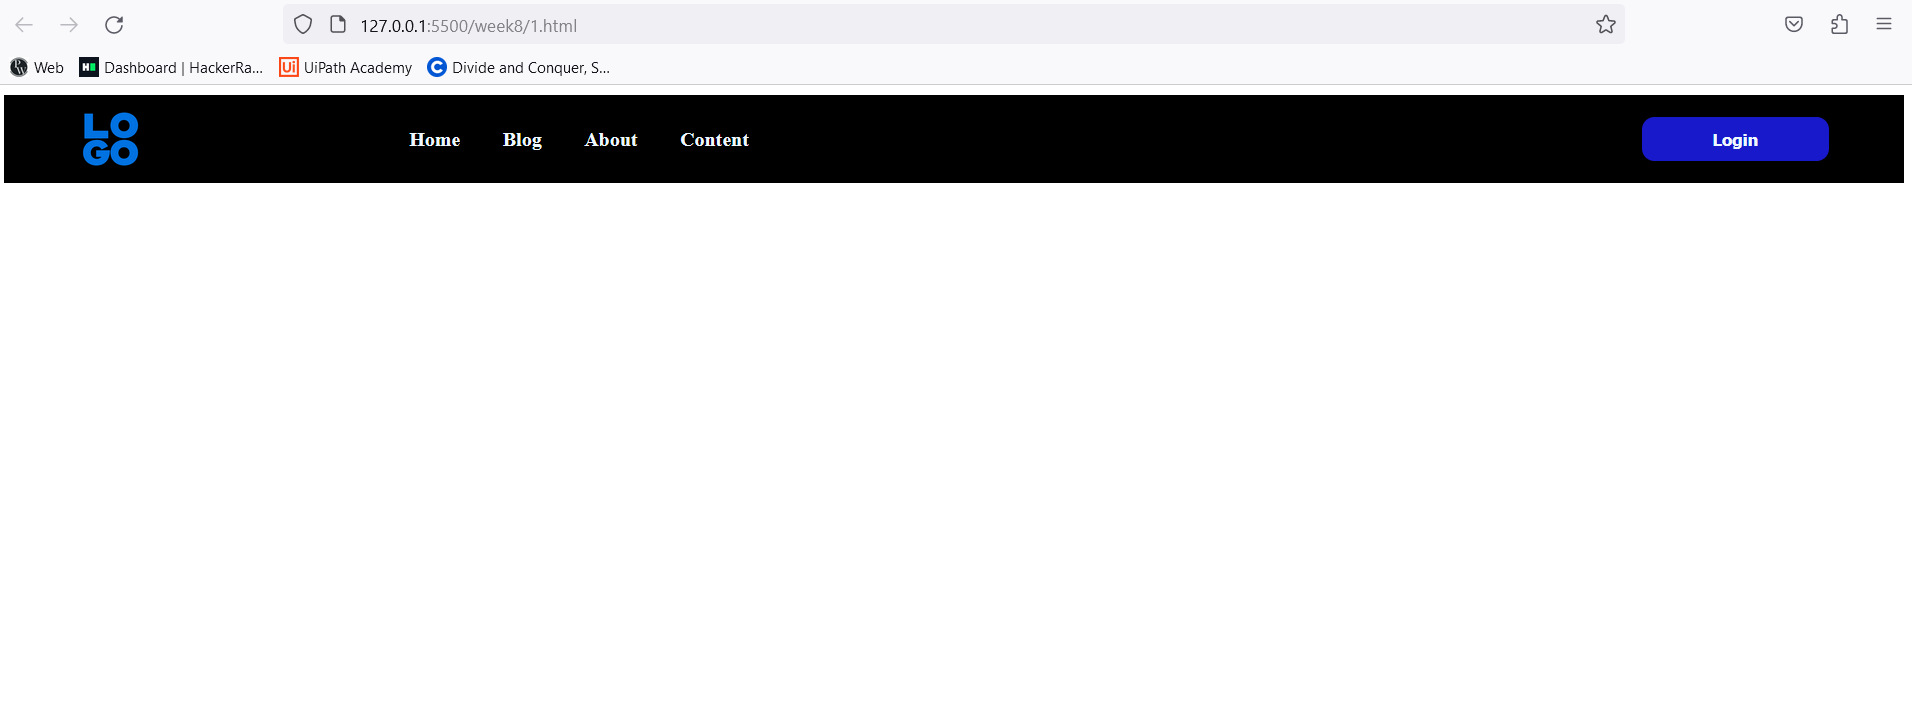 127.0.0.1:5500/week8/1.html
Web Dashboard | HackerRa... UiPath Academy Divide and Conquer, S...
LO
GO
Home Blog About Content Login